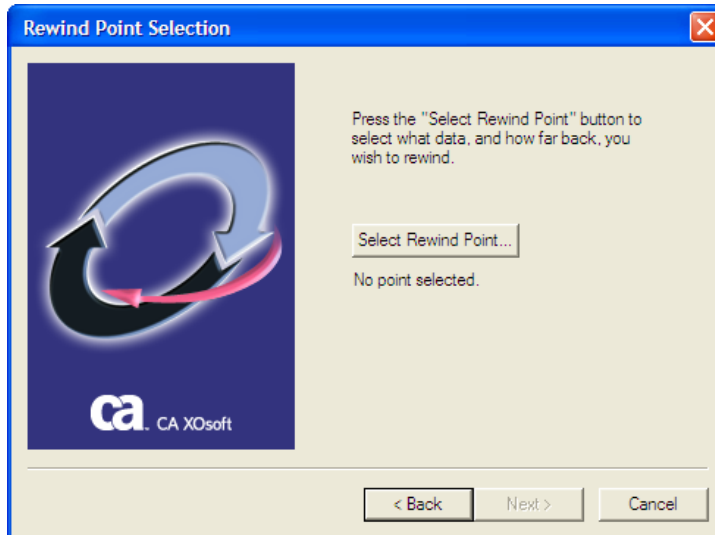 Rewind Point Selection
Press the "Select Rewind Point" button to
select what data, and how far back, you
wish to rewind.
Select Rewind Point...
No point selected.
ca. CA XOsoft
< Back
Next >
Cancel